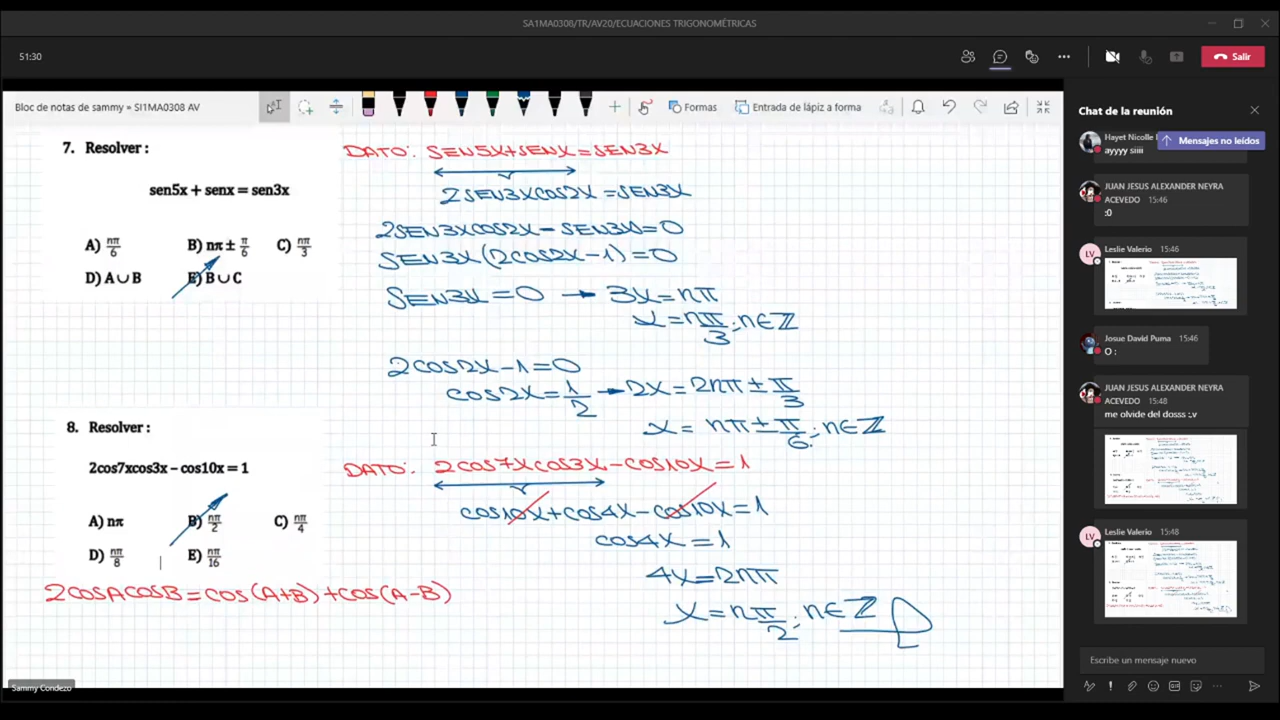 SA1MA0308/TR/AV20/ECUACIONES TRIGONOMÉTRICAS
51:30
Salir
Bloc de notas de sammy » SI1MA0308 AV
Formas
Entrada de lápiz a forma
7. Resolver :
sen5x + senx = sen3x
A) nπ/6 B) nπ ± π/6 C) nπ/3
D) A ∪ B E) B ∪ C
DATO: SEN5X+SENX=SEN3X
2SEN3XCOS2X=SEN3X
2SEN3XCOS2X-SEN3X=0
SEN3X(2COS2X-1)=0
SEN3X=0 → 3X=nπ
X=nπ/3; n∈ℤ
2COS2X-1=0
COS2X=1/2 → 2X=2nπ±π/3
X= nπ±π/6; n∈ℤ
8. Resolver :
2cos7xcos3x – cos10x = 1
A) nπ B) nπ/2 C) nπ/4
D) nπ/8 E) nπ/16
2COSACOSB=COS(A+B)+COS(A-B)
DATO: 2COS7XCOS3X-COS10X=1
COS10X+COS4X-COS10X=1
COS4X=1
4X=2nπ
X=nπ/2; n∈ℤ
Sammy Condezo
Chat de la reunión
Hayet Nicolle
Mensajes no leídos
ayyyy siiii
JUAN JESUS ALEXANDER NEYRA
ACEVEDO 15:46
:0
LV
Leslie Valerio 15:46
Josue David Puma 15:46
O :
JUAN JESUS ALEXANDER NEYRA
ACEVEDO 15:48
me olvide del dosss :,v
LV
Leslie Valerio 15:48
Escribe un mensaje nuevo
GIF